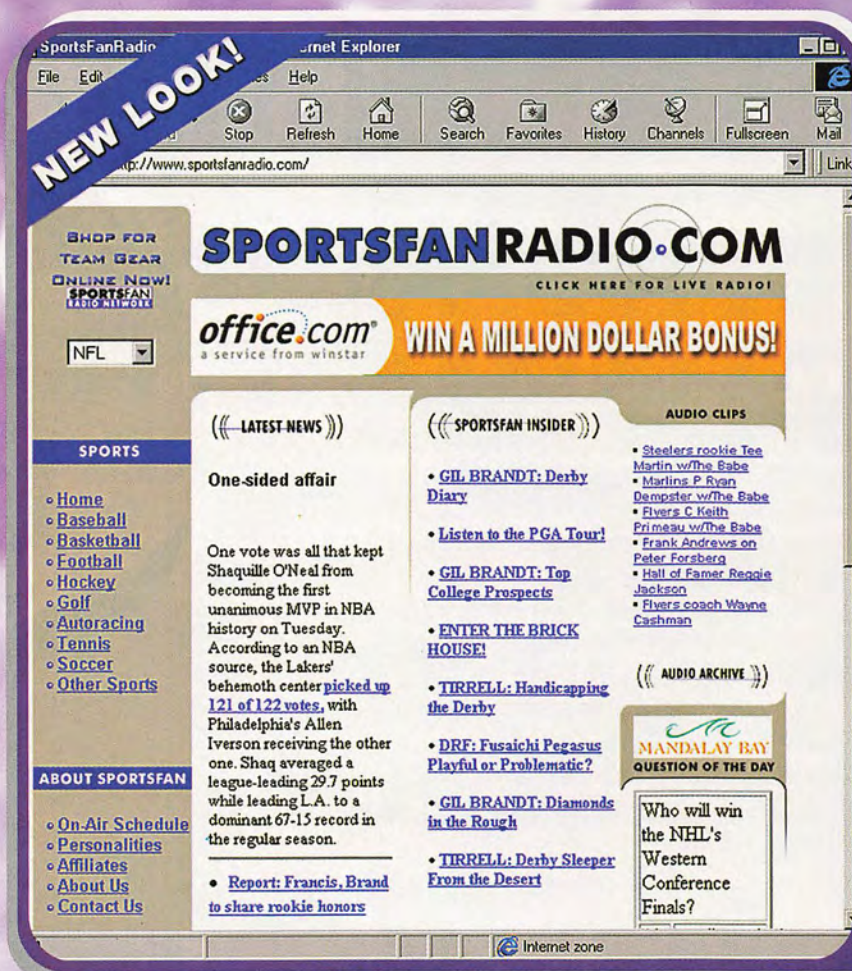 SportsFanRadio
ernet Explorer
NEW LOOK!
File Edit Help
Stop Refresh Home Search Favorites History Channels Fullscreen Mail
tp://www.sportsfanradio.com/
Link
SHOP FOR
TEAM GEAR
ONLINE NOW!
SPORTSFAN
RADIO NETWORK
NFL
SPORTSFANRADIO.COM
CLICK HERE FOR LIVE RADIO!
office.com®
a service from winstar
WIN A MILLION DOLLAR BONUS!
SPORTS
• Home
• Baseball
• Basketball
• Football
• Hockey
• Golf
• Autoracing
• Tennis
• Soccer
• Other Sports
ABOUT SPORTSFAN
• On-Air Schedule
• Personalities
• Affiliates
• About Us
• Contact Us
LATEST NEWS
One-sided affair
One vote was all that kept
Shaquille O'Neal from
becoming the first
unanimous MVP in NBA
history on Tuesday.
According to an NBA
source, the Lakers'
behemoth center picked up
121 of 122 votes, with
Philadelphia's Allen
Iverson receiving the other
one. Shaq averaged a
league-leading 29.7 points
while leading L.A. to a
dominant 67-15 record in
the regular season.
• Report: Francis, Brand
to share rookie honors
SPORTSFAN INSIDER
• GIL BRANDT: Derby
Diary
• Listen to the PGA Tour!
• GIL BRANDT: Top
College Prospects
• ENTER THE BRICK
HOUSE!
• TIRRELL: Handicapping
the Derby
• DRF: Fusaichi Pegasus
Playful or Problematic?
• GIL BRANDT: Diamonds
in the Rough
• TIRRELL: Derby Sleeper
From the Desert
AUDIO CLIPS
• Steelers rookie Tee
Martin w/The Babe
• Marlins P Ryan
Dempster w/The Babe
• Flyers C Keith
Primeau w/The Babe
• Frank Andrews on
Peter Forsberg
• Hall of Famer Reggie
Jackson
• Flyers coach Wayne
Cashman
AUDIO ARCHIVE
MANDALAY BAY
QUESTION OF THE DAY
Who will win
the NHL's
Western
Conference
Finals?
Internet zone